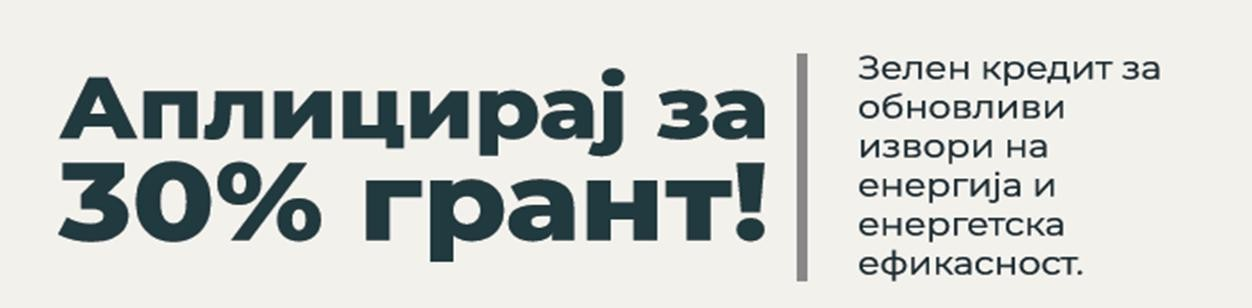 Аплицирај за
30% грант!
Зелен кредит за
обновливи
извори на
енергија и
енергетска
ефикасност.